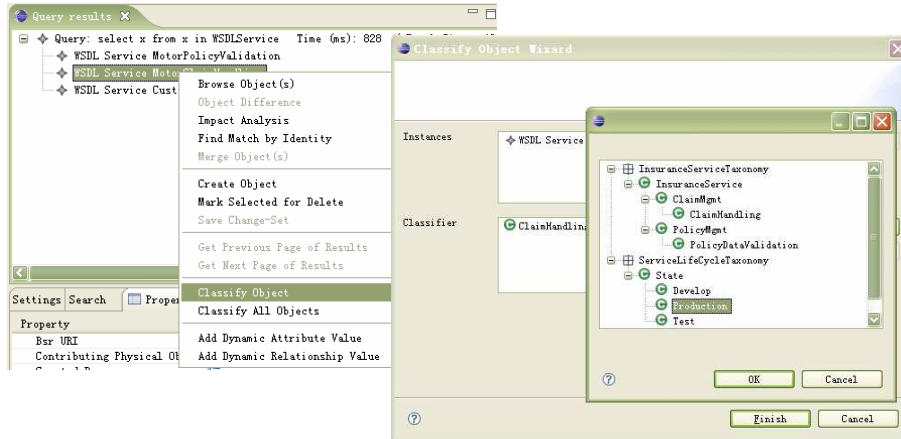 Query results
Query: select x from x in WSDLService Time (ms): 828
WSDL Service MotorPolicyValidation
WSDL Service
WSDL Service Cust
Browse Object(s)
Object Difference
Impact Analysis
Find Match by Identity
Merge Object(s)
Create Object
Mark Selected for Delete
Save Change-Set
Get Previous Page of Results
Get Next Page of Results
Classify Object
Classify All Objects
Add Dynamic Attribute Value
Add Dynamic Relationship Value
Settings Search Proper
Property
Bsr URI
Contributing Physical Ob
Classify Object Wizard
Instances
WSDL Service
Classifier
ClaimHandling
InsuranceServiceTaxonomy
InsuranceService
ClaimMgmt
ClaimHandling
PolicyMgmt
PolicyDataValidation
ServiceLifeCycleTaxonomy
State
Develop
Production
Test
OK Cancel
Finish Cancel